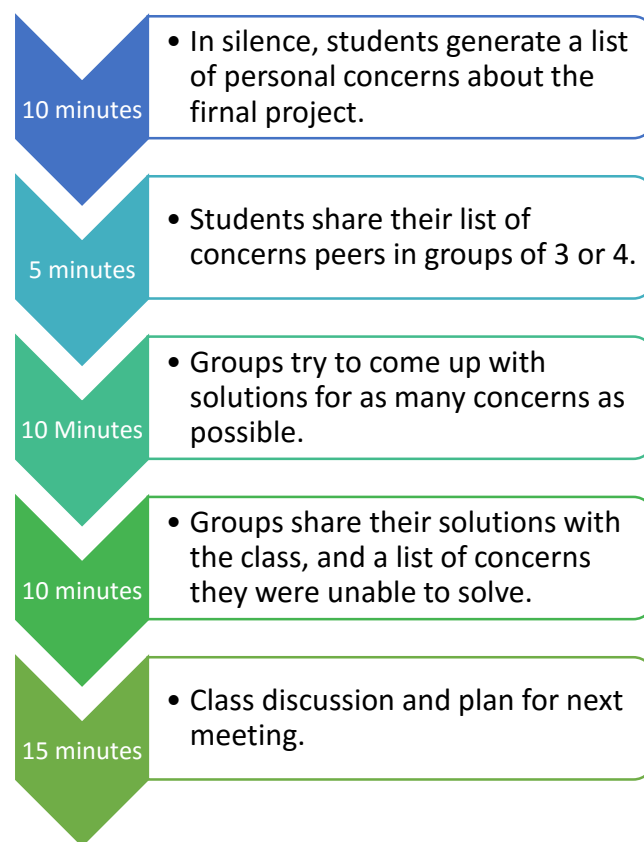 10 minutes
• In silence, students generate a list
of personal concerns about the
firnal project.
5 minutes
• Students share their list of
concerns peers in groups of 3 or 4.
10 Minutes
• Groups try to come up with
solutions for as many concerns as
possible.
10 minutes
• Groups share their solutions with
the class, and a list of concerns
they were unable to solve.
15 minutes
• Class discussion and plan for next
meeting.